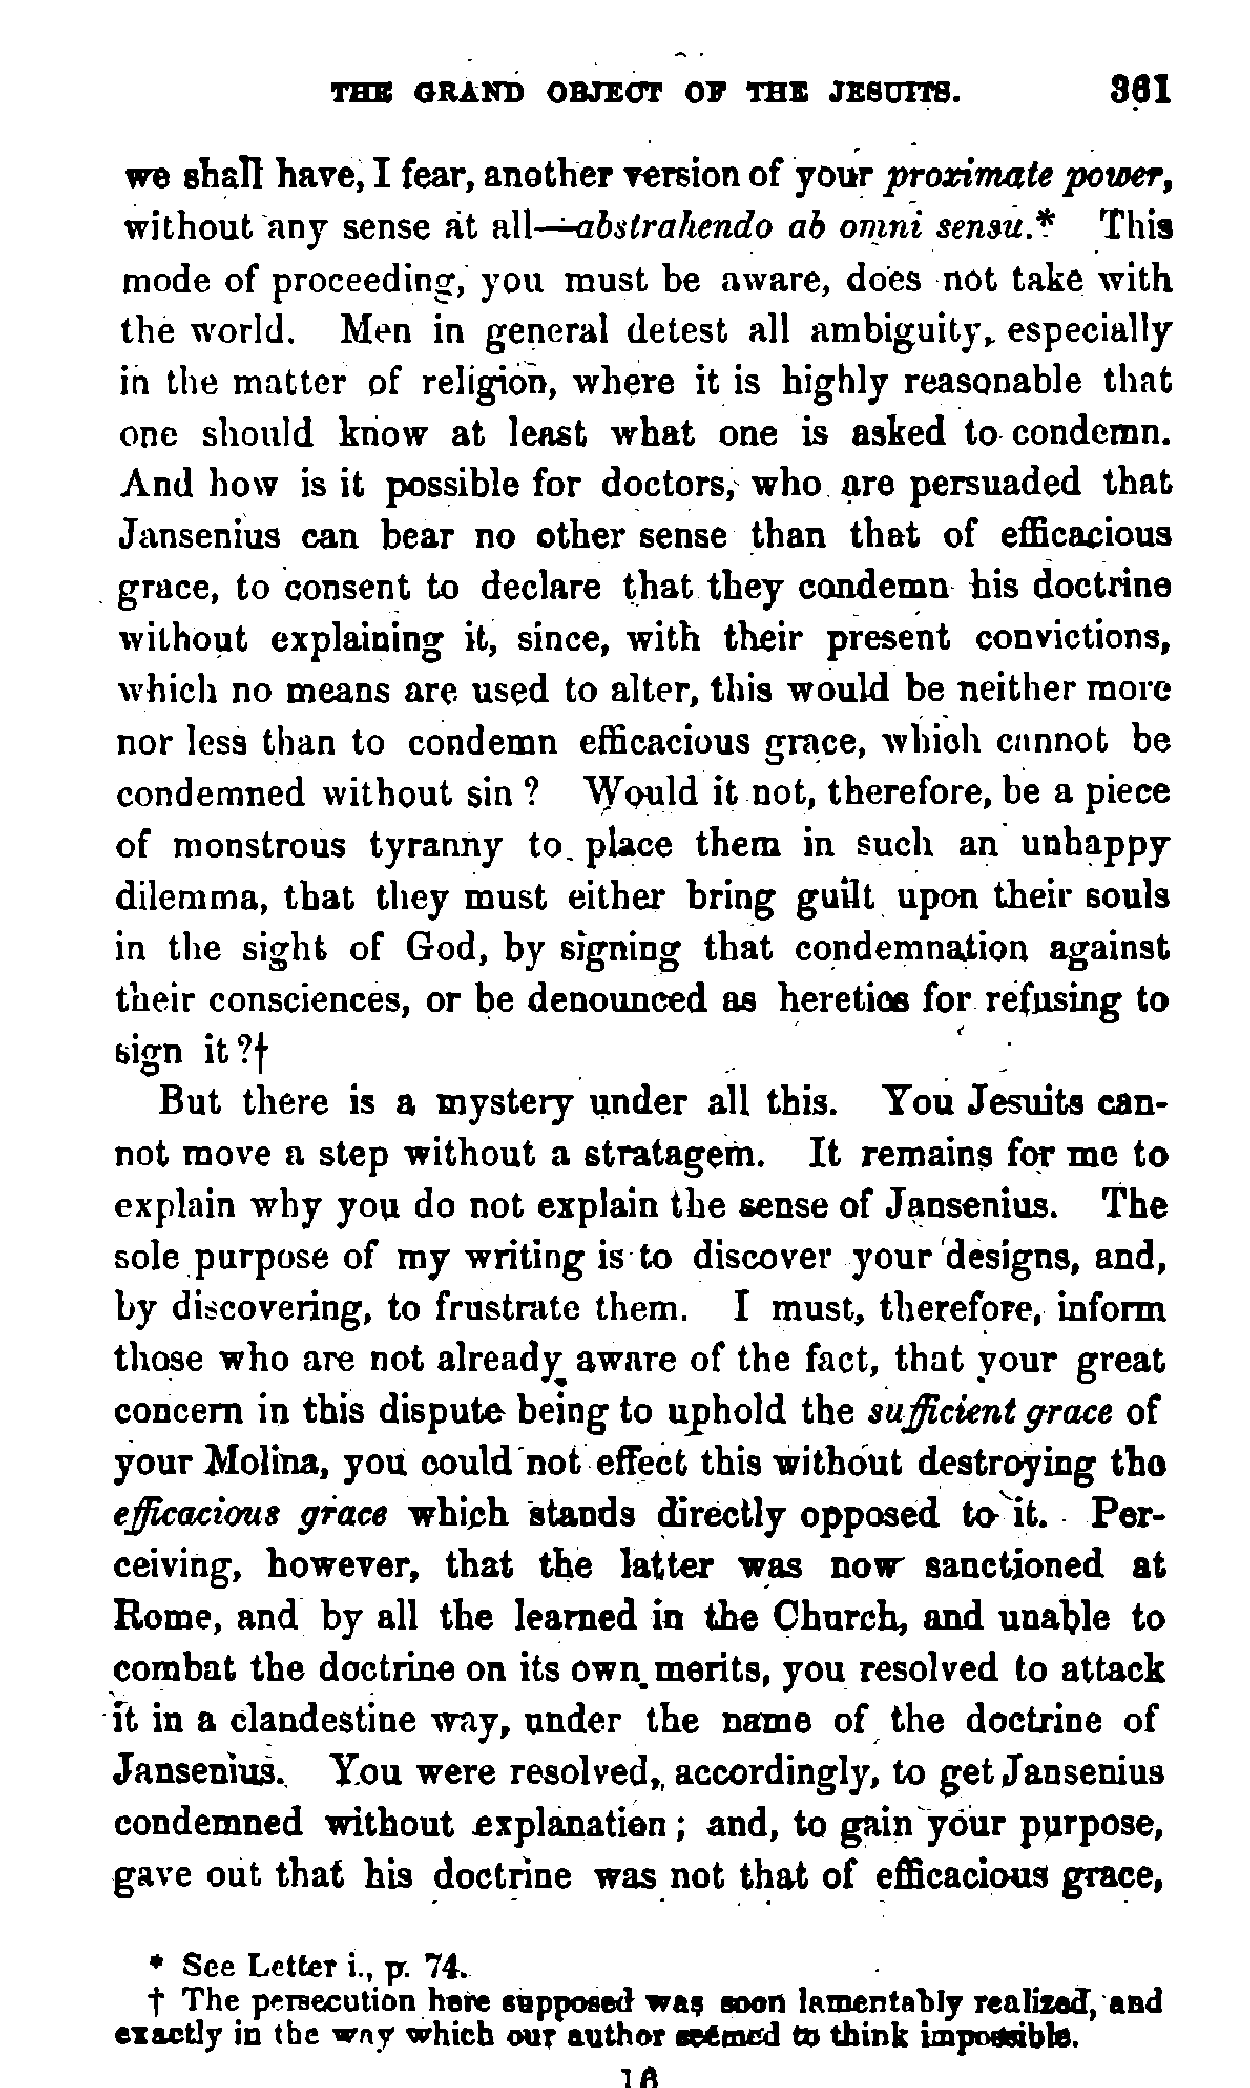 THE GRAND OBJECT OF THE JESUITS. 361
we shall have, I fear, another version of your proximate power,
without any sense at all—abstrahendo ab omni sensu.* This
mode of proceeding, you must be aware, does not take with
the world. Men in general detest all ambiguity, especially
in the matter of religion, where it is highly reasonable that
one should know at least what one is asked to condemn.
And how is it possible for doctors, who are persuaded that
Jansenius can bear no other sense than that of efficacious
grace, to consent to declare that they condemn his doctrine
without explaining it, since, with their present convictions,
which no means are used to alter, this would be neither more
nor less than to condemn efficacious grace, which cannot be
condemned without sin ? Would it not, therefore, be a piece
of monstrous tyranny to place them in such an unhappy
dilemma, that they must either bring guilt upon their souls
in the sight of God, by signing that condemnation against
their consciences, or be denounced as heretics for refusing to
sign it ?†
But there is a mystery under all this. You Jesuits can-
not move a step without a stratagem. It remains for me to
explain why you do not explain the sense of Jansenius. The
sole purpose of my writing is to discover your designs, and,
by discovering, to frustrate them. I must, therefore, inform
those who are not already aware of the fact, that your great
concern in this dispute being to uphold the sufficient grace of
your Molina, you could not effect this without destroying the
efficacious grace which stands directly opposed to it. Per-
ceiving, however, that the latter was now sanctioned at
Rome, and by all the learned in the Church, and unable to
combat the doctrine on its own merits, you resolved to attack
it in a clandestine way, under the name of the doctrine of
Jansenius. You were resolved, accordingly, to get Jansenius
condemned without explanation ; and, to gain your purpose,
gave out that his doctrine was not that of efficacious grace,
* See Letter i., p. 74.
† The persecution here supposed was soon lamentably realized, and
exactly in the way which our author seemed to think impossible.
16